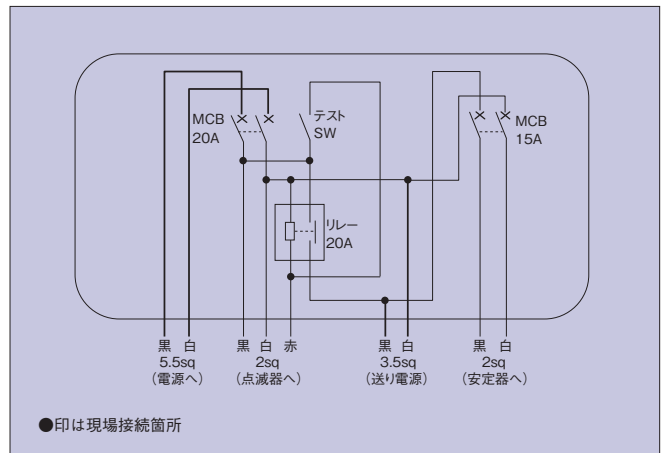 MCB
20A
テスト
SW
MCB
15A
リレー
20A
黒 白
5.5sq
（電源へ）
黒 白 赤
2sq
（点滅器へ）
黒 白
3.5sq
（送り電源）
黒 白
2sq
（安定器へ）
●印は現場接続箇所